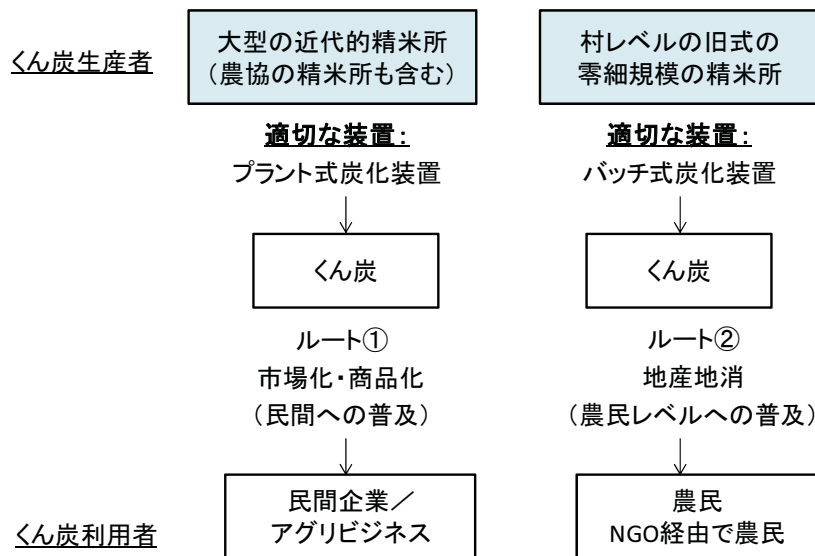 くん炭生産者
大型の近代的精米所
（農協の精米所も含む）
村レベルの旧式の
零細規模の精米所
適切な装置：
プラント式炭化装置
適切な装置：
バッチ式炭化装置
くん炭
くん炭
ルート①
市場化・商品化
（民間への普及）
ルート②
地産地消
（農民レベルへの普及）
くん炭利用者
民間企業／
アグリビジネス
農民
NGO経由で農民